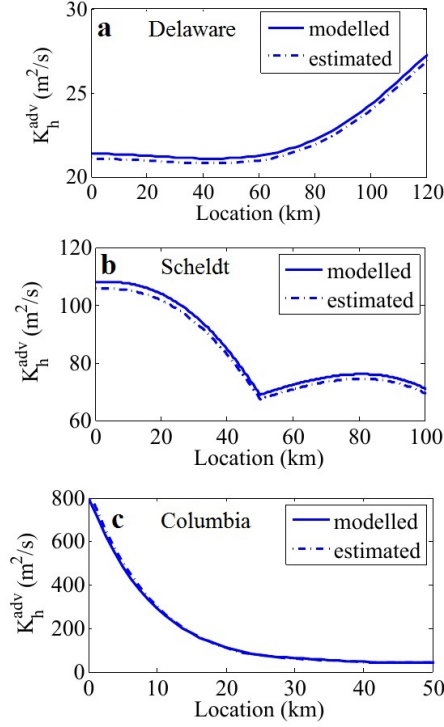 a Delaware
modelled
estimated
K_h^adv (m²/s)
30
25
20
0 20 40 60 80 100 120
Location (km)
b Scheldt
modelled
estimated
K_h^adv (m²/s)
120
100
80
60
0 20 40 60 80 100
Location (km)
c Columbia
modelled
estimated
K_h^adv (m²/s)
800
600
400
200
0
0 10 20 30 40 50
Location (km)